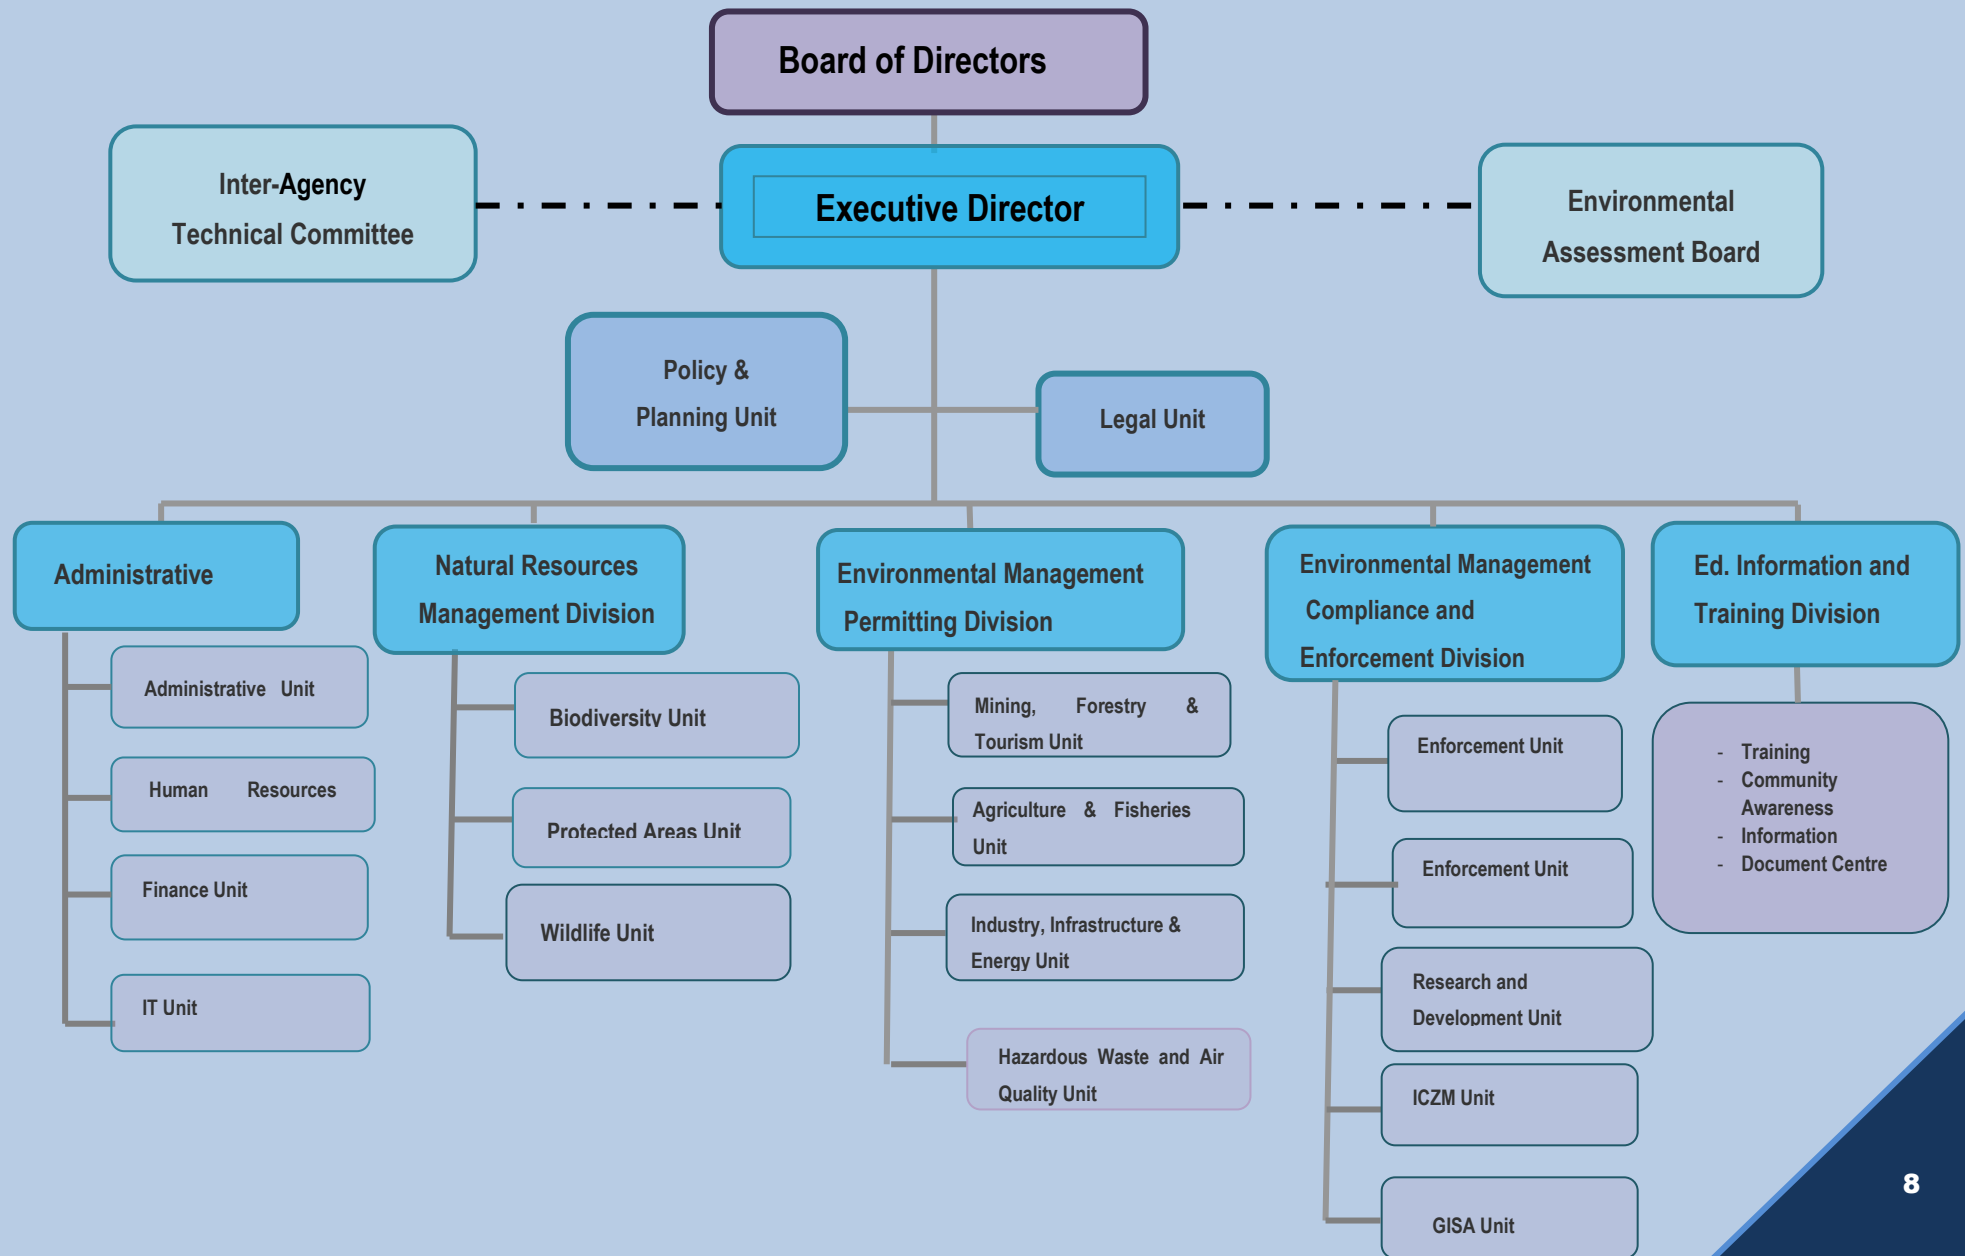 Board of Directors
Inter-Agency
Technical Committee
Executive Director
Environmental
Assessment Board
Policy &
Planning Unit
Legal Unit
Administrative
Natural Resources
Management Division
Environmental Management
Permitting Division
Environmental Management
Compliance and
Enforcement Division
Ed. Information and
Training Division
Administrative Unit
Human Resources
Finance Unit
IT Unit
Biodiversity Unit
Protected Areas Unit
Wildlife Unit
Mining, Forestry &
Tourism Unit
Agriculture & Fisheries
Unit
Industry, Infrastructure &
Energy Unit
Hazardous Waste and Air
Quality Unit
Enforcement Unit
Enforcement Unit
Research and
Development Unit
ICZM Unit
GISA Unit
- Training
- Community
Awareness
- Information
- Document Centre
8